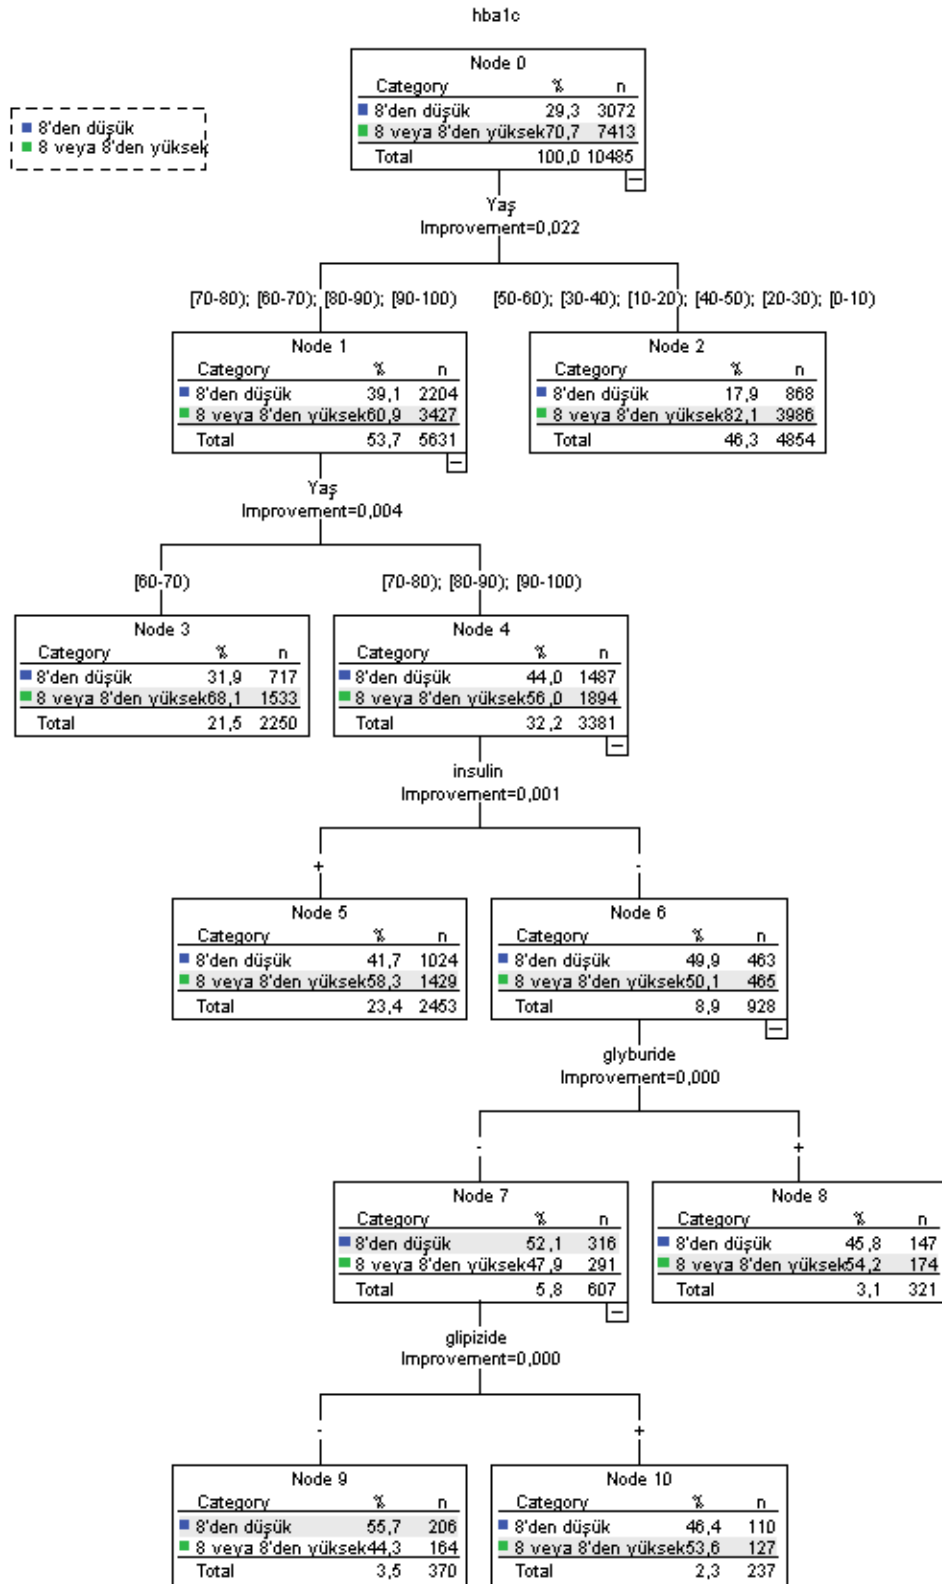 hba1c
8'den düşük
8 veya 8'den yüksek
Node 0
Category % n
8'den düşük 29,3 3072
8 veya 8'den yüksek 70,7 7413
Total 100,0 10485
Yaş
Improvement=0,022
[70-80); [60-70); [80-90); [90-100)
[50-60); [30-40); [10-20); [40-50); [20-30); [0-10)
Node 1
Category % n
8'den düşük 39,1 2204
8 veya 8'den yüksek 60,9 3427
Total 53,7 5631
Node 2
Category % n
8'den düşük 17,9 868
8 veya 8'den yüksek 82,1 3986
Total 46,3 4854
Yaş
Improvement=0,004
[60-70)
[70-80); [80-90); [90-100)
Node 3
Category % n
8'den düşük 31,9 717
8 veya 8'den yüksek 68,1 1533
Total 21,5 2250
Node 4
Category % n
8'den düşük 44,0 1487
8 veya 8'den yüksek 56,0 1894
Total 32,2 3381
insulin
Improvement=0,001
+
-
Node 5
Category % n
8'den düşük 41,7 1024
8 veya 8'den yüksek 58,3 1429
Total 23,4 2453
Node 6
Category % n
8'den düşük 49,9 463
8 veya 8'den yüksek 50,1 465
Total 8,9 928
glyburide
Improvement=0,000
-
+
Node 7
Category % n
8'den düşük 52,1 316
8 veya 8'den yüksek 47,9 291
Total 5,8 607
Node 8
Category % n
8'den düşük 45,8 147
8 veya 8'den yüksek 54,2 174
Total 3,1 321
glipizide
Improvement=0,000
-
+
Node 9
Category % n
8'den düşük 55,7 206
8 veya 8'den yüksek 44,3 164
Total 3,5 370
Node 10
Category % n
8'den düşük 46,4 110
8 veya 8'den yüksek 53,6 127
Total 2,3 237